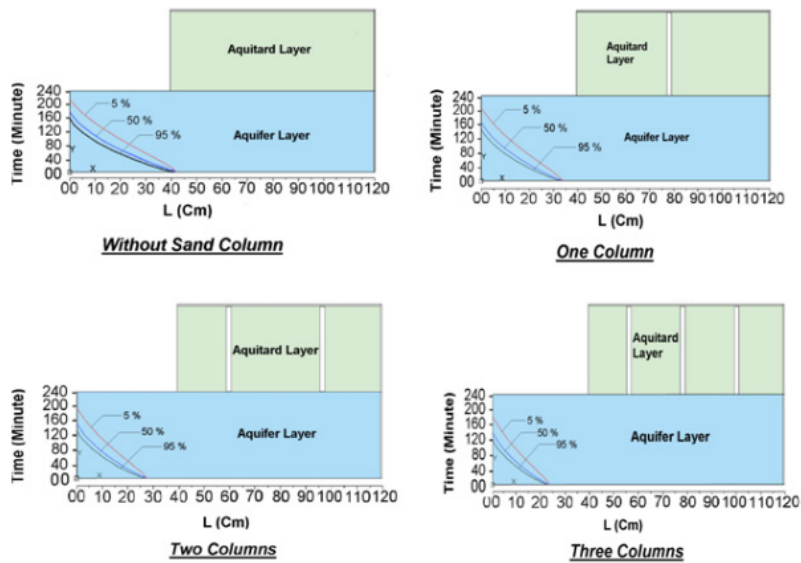 Aquitard Layer
Time (Minute)
240
200
160
120
80
40
00
5 %
50 %
95 %
Aquifer Layer
Y
X
00 10 20 30 40 50 60 70 80 90 100 110 120
L (Cm)
Without Sand Column
Aquitard
Layer
Time (Minute)
240
200
160
120
80
40
00
5 %
50 %
95 %
Aquifer Layer
Y
X
00 10 20 30 40 50 60 70 80 90 100 110 120
L (Cm)
One Column
Aquitard Layer
Time (Minute)
240
200
160
120
80
40
00
5 %
50 %
95 %
Aquifer Layer
Y
X
00 10 20 30 40 50 60 70 80 90 100 110 120
L (Cm)
Two Columns
Aquitard
Layer
Time (Minute)
240
200
160
120
80
40
00
5 %
50 %
95 %
Aquifer Layer
Y
X
00 10 20 30 40 50 60 70 80 90 100 110 120
L (Cm)
Three Columns